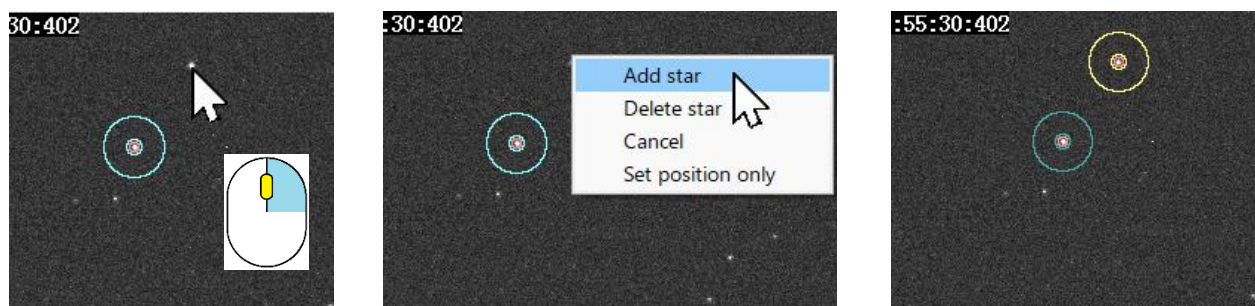 30:402
:30:402
Add star
Delete star
Cancel
Set position only
:55:30:402